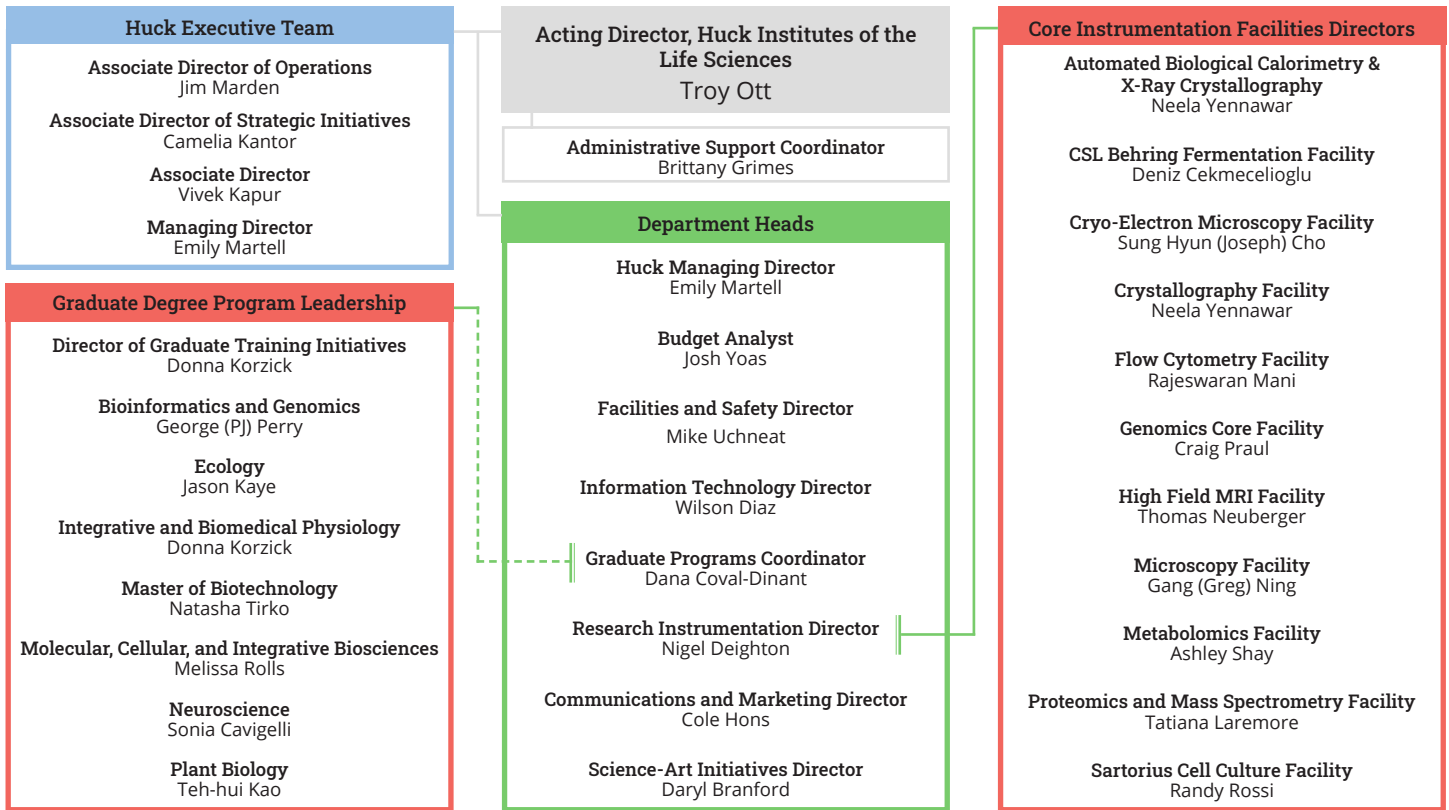 Huck Executive Team
Associate Director of Operations
Jim Marden
Associate Director of Strategic Initiatives
Camelia Kantor
Associate Director
Vivek Kapur
Managing Director
Emily Martell
Graduate Degree Program Leadership
Director of Graduate Training Initiatives
Donna Korzick
Bioinformatics and Genomics
George (PJ) Perry
Ecology
Jason Kaye
Integrative and Biomedical Physiology
Donna Korzick
Master of Biotechnology
Natasha Tirko
Molecular, Cellular, and Integrative Biosciences
Melissa Rolls
Neuroscience
Sonia Cavigelli
Plant Biology
Teh-hui Kao
Acting Director, Huck Institutes of the
Life Sciences
Troy Ott
Administrative Support Coordinator
Brittany Grimes
Department Heads
Huck Managing Director
Emily Martell
Budget Analyst
Josh Yoas
Facilities and Safety Director
Mike Uchneat
Information Technology Director
Wilson Diaz
Graduate Programs Coordinator
Dana Coval-Dinant
Research Instrumentation Director
Nigel Deighton
Communications and Marketing Director
Cole Hons
Science-Art Initiatives Director
Daryl Branford
Core Instrumentation Facilities Directors
Automated Biological Calorimetry &
X-Ray Crystallography
Neela Yennawar
CSL Behring Fermentation Facility
Deniz Cekmecelioglu
Cryo-Electron Microscopy Facility
Sung Hyun (Joseph) Cho
Crystallography Facility
Neela Yennawar
Flow Cytometry Facility
Rajeswaran Mani
Genomics Core Facility
Craig Praul
High Field MRI Facility
Thomas Neuberger
Microscopy Facility
Gang (Greg) Ning
Metabolomics Facility
Ashley Shay
Proteomics and Mass Spectrometry Facility
Tatiana Laremore
Sartorius Cell Culture Facility
Randy Rossi